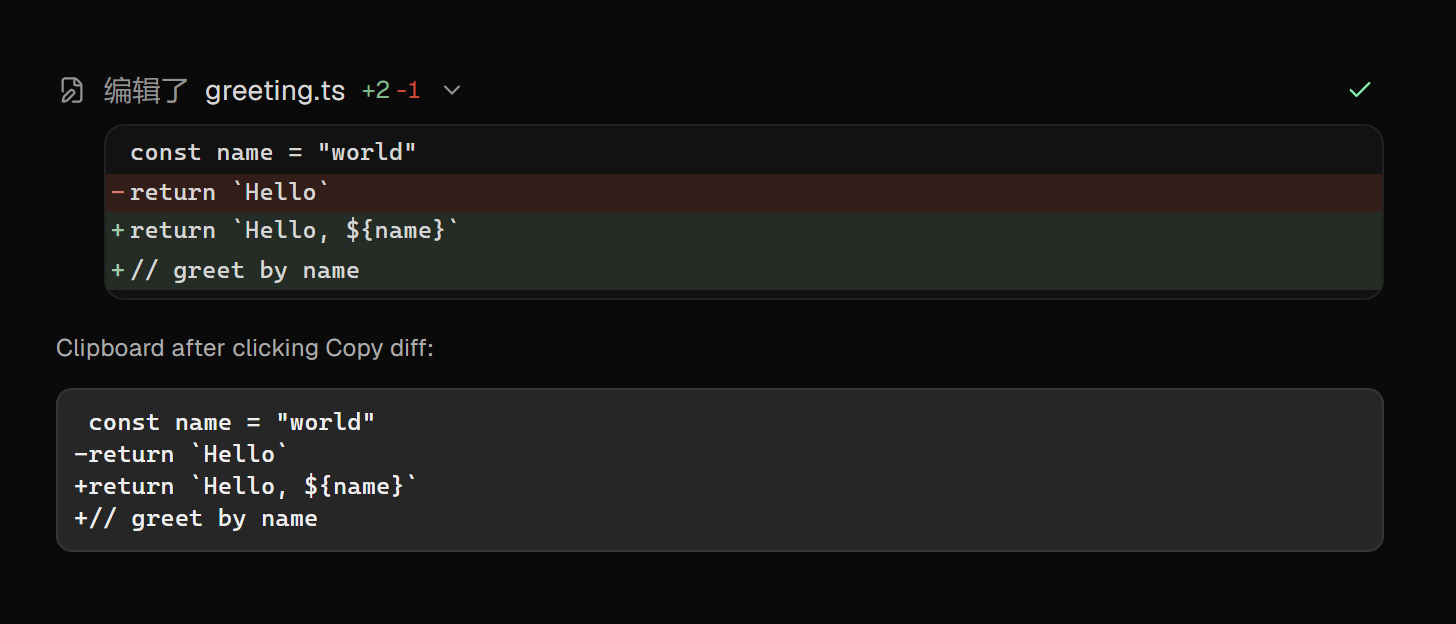 编辑了 greeting.ts +2 -1
const name = "world"
-return `Hello`
+return `Hello, ${name}`
+// greet by name
Clipboard after clicking Copy diff:
 const name = "world"
-return `Hello`
+return `Hello, ${name}`
+// greet by name